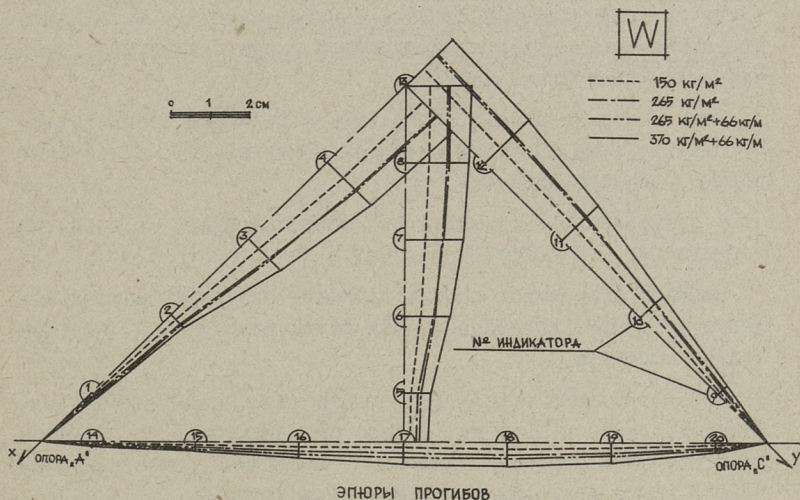 W
0 1 2 см
150 кг/м²
265 кг/м²
265 кг/м²+66 кг/м
370 кг/м²+66 кг/м
13
4
8
12
3
7
11
2
6
10
№ ИНДИКАТОРА
1
5
9
14 15 16 17 18 19 20
X
ОПОРА „Д"
ОПОРА „С"
У
ЭПЮРЫ ПРОГИБОВ